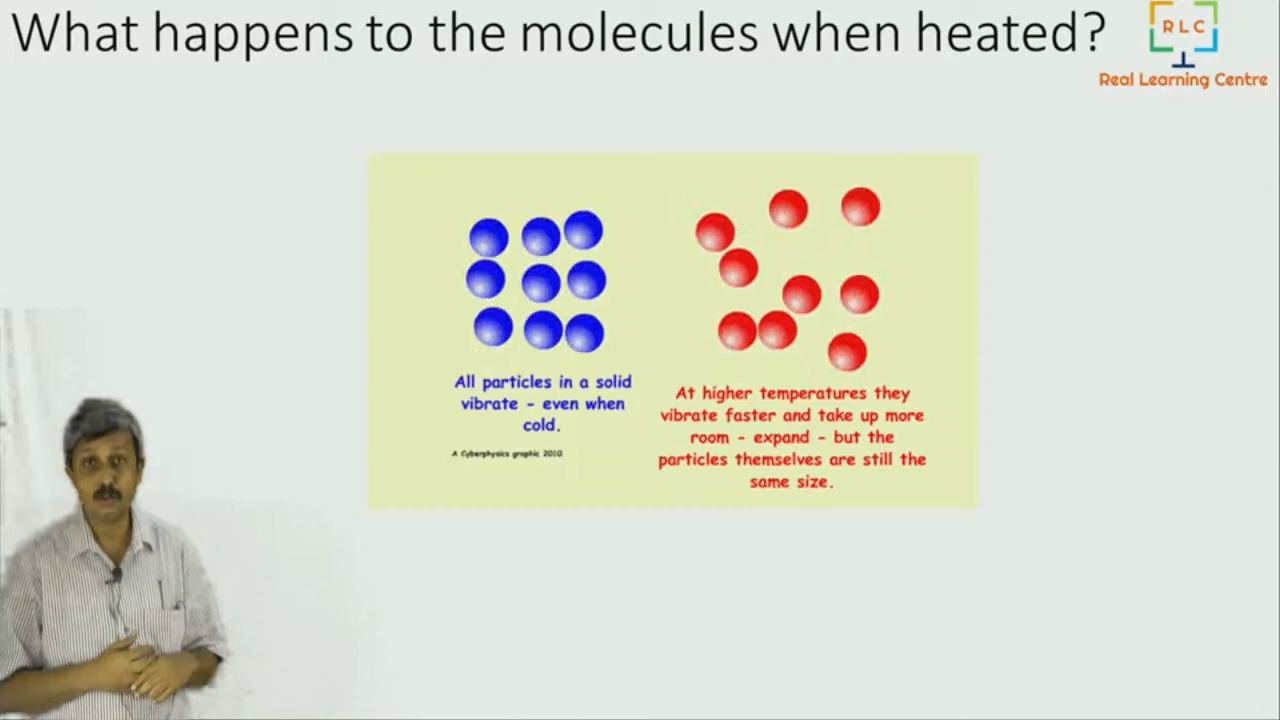 What happens to the molecules when heated?
RLC
Real Learning Centre
All particles in a solid
vibrate - even when
cold.
A Cyberphysics graphic 2010
At higher temperatures they
vibrate faster and take up more
room - expand - but the
particles themselves are still the
same size.